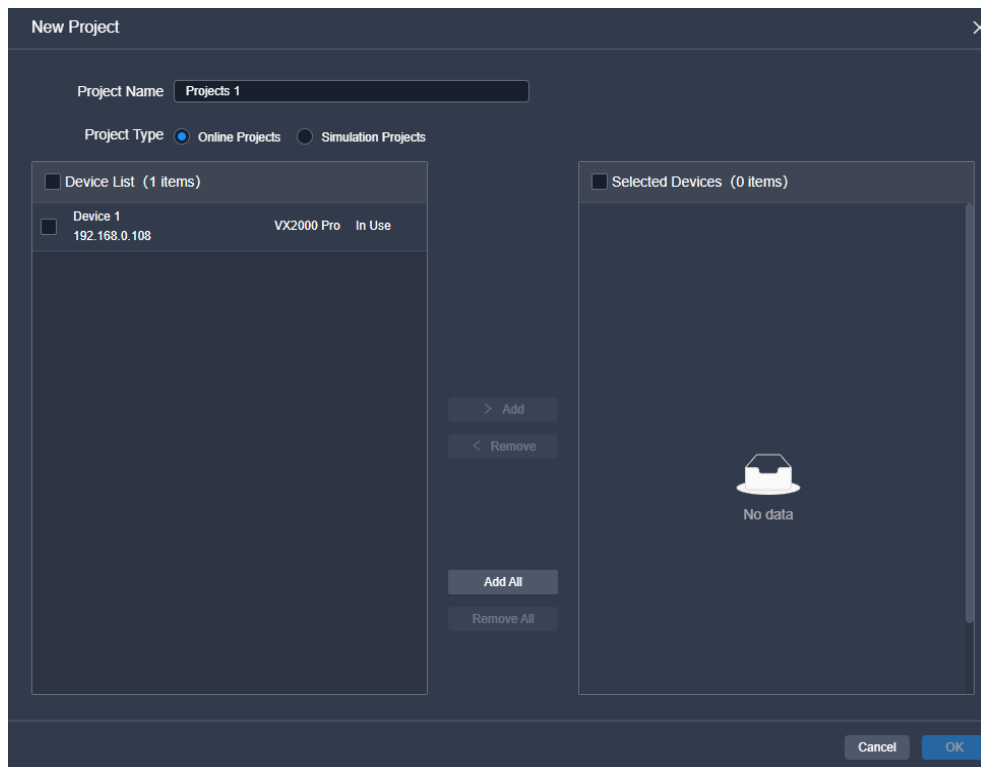 New Project
Project Name Projects 1
Project Type Online Projects Simulation Projects
Device List (1 items)
Selected Devices (0 items)
Device 1
192.168.0.108
VX2000 Pro In Use
> Add
< Remove
No data
Add All
Remove All
Cancel OK